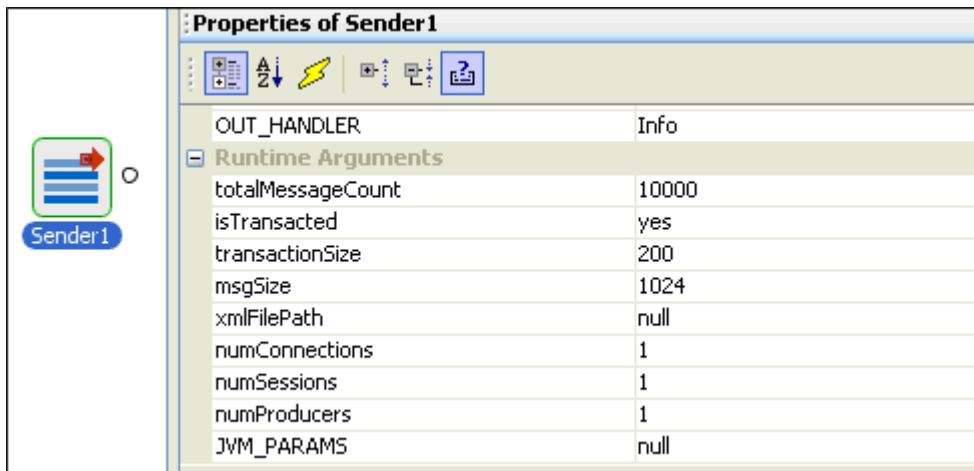 Properties of Sender1
OUT_HANDLER Info
Runtime Arguments
totalMessageCount 10000
isTransacted yes
transactionSize 200
msgSize 1024
xmlFilePath null
numConnections 1
numSessions 1
numProducers 1
JVM_PARAMS null
Sender1